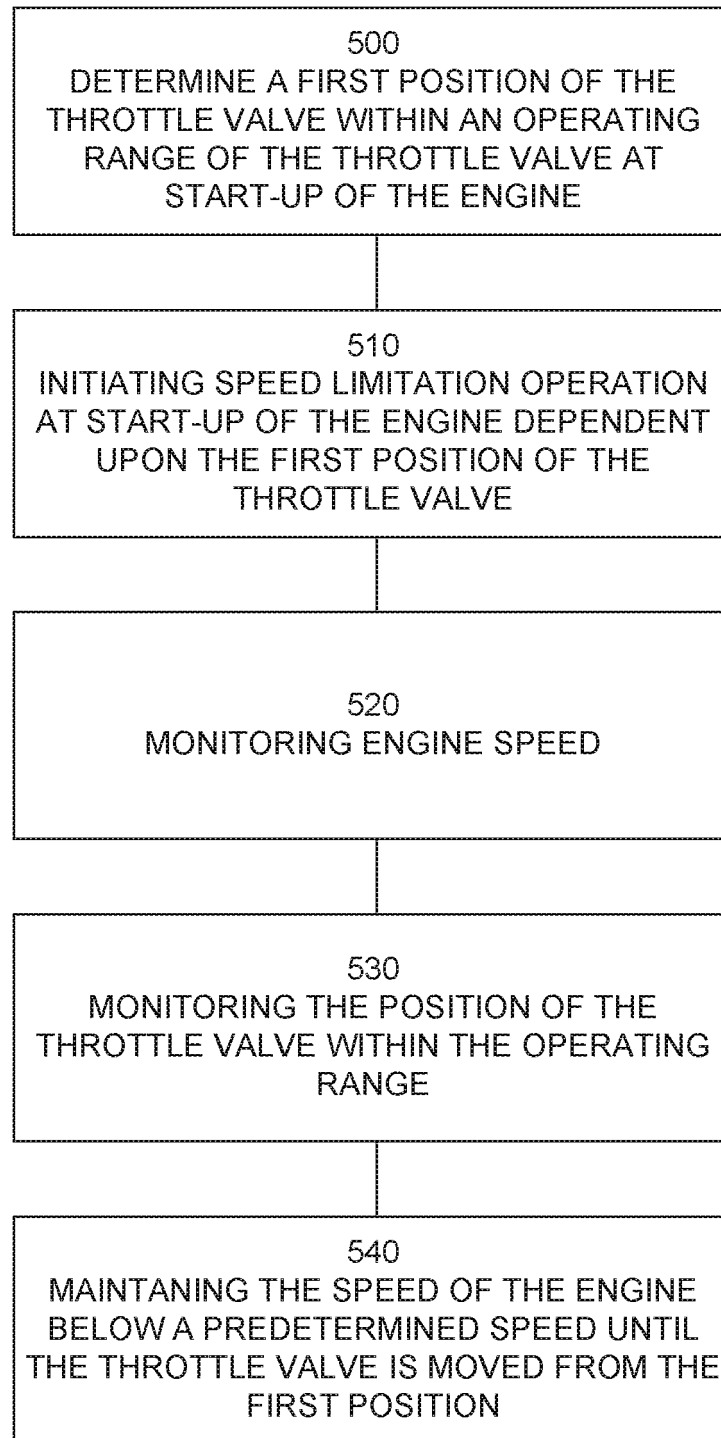 500
DETERMINE A FIRST POSITION OF THE
THROTTLE VALVE WITHIN AN OPERATING
RANGE OF THE THROTTLE VALVE AT
START-UP OF THE ENGINE
510
INITIATING SPEED LIMITATION OPERATION
AT START-UP OF THE ENGINE DEPENDENT
UPON THE FIRST POSITION OF THE
THROTTLE VALVE
520
MONITORING ENGINE SPEED
530
MONITORING THE POSITION OF THE
THROTTLE VALVE WITHIN THE OPERATING
RANGE
540
MAINTANING THE SPEED OF THE ENGINE
BELOW A PREDETERMINED SPEED UNTIL
THE THROTTLE VALVE IS MOVED FROM THE
FIRST POSITION